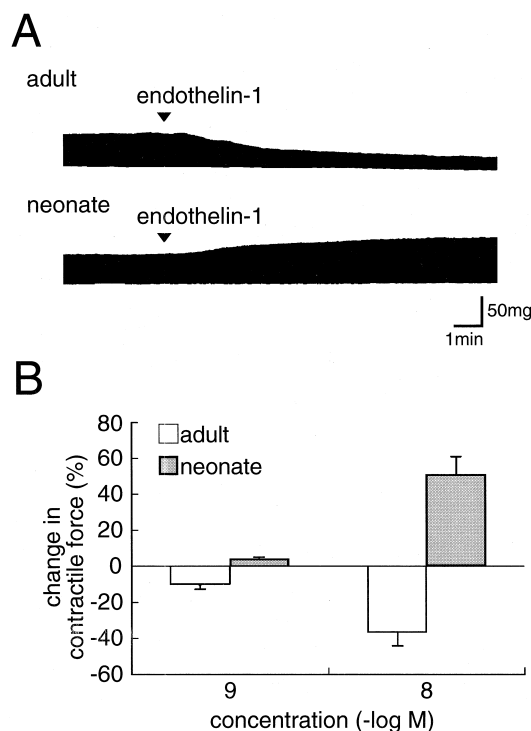 A
adult
endothelin-1
neonate
endothelin-1
50mg
1min
B
80
60
40
20
0
-20
-40
-60
adult
neonate
change in
contractile force (%)
9 8
concentration (-log M)